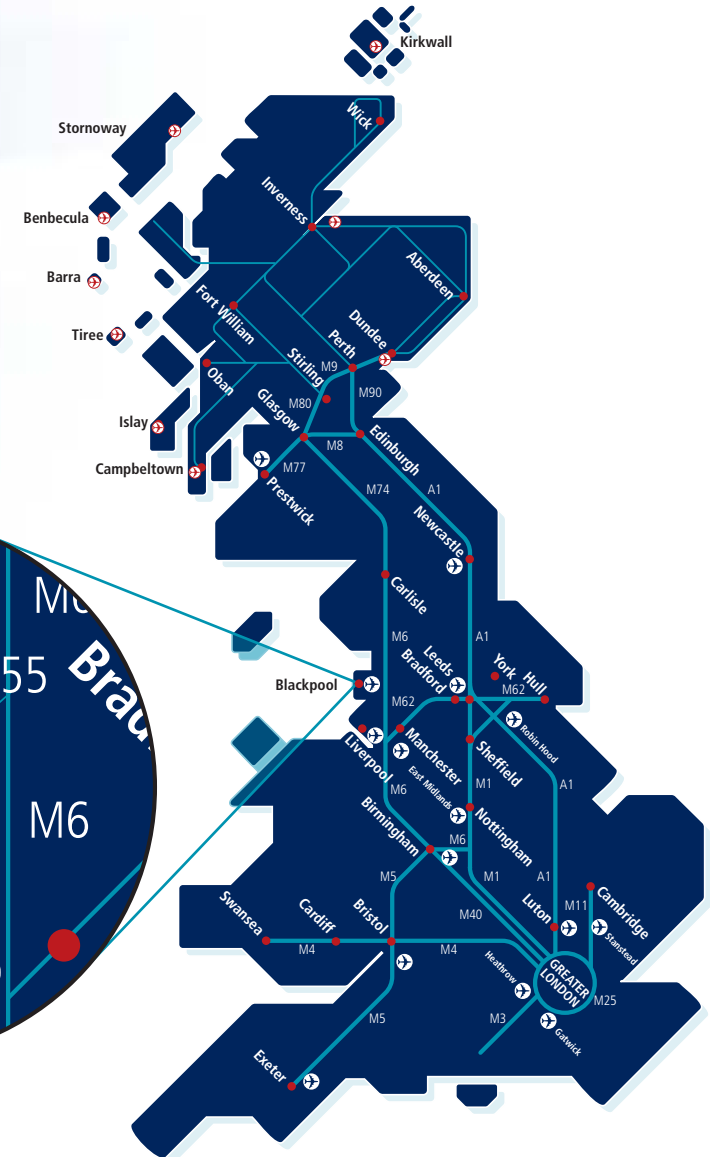 Kirkwall
Wick
Stornoway
Inverness
Benbecula
Aberdeen
Barra
Fort William
Dundee
Tiree
Perth
Stirling
M9
Oban
M90
M80
Glasgow
Islay
Edinburgh
M8
Campbeltown
M77
Prestwick
M74
A1
Newcastle
Carlisle
M6
A1
Leeds
York
Bradford
Hull
Blackpool
M62
M62
Robin Hood
Liverpool
Manchester
Sheffield
East Midlands
M6
M1
A1
Birmingham
Nottingham
M6
M5
M1
A1
Swansea
Cardiff
Bristol
M40
Luton
M11
Cambridge
Stanstead
M4
M4
Heathrow
GREATER
LONDON
M25
M5
M3
Gatwick
Exeter
55
M6